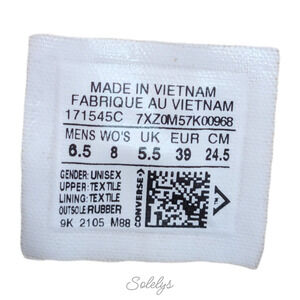 MADE IN VIETNAM
FABRIQUE AU VIETNAM
171545C 7XZ0M57K00968
MENS WO'S UK EUR CM
6.5 8 5.5 39 24.5
GENDER: UNISEX
UPPER: TEXTILE
LINING: TEXTILE
OUTSOLE: RUBBER
9K 2105 M88
CONVERSE
Solelys